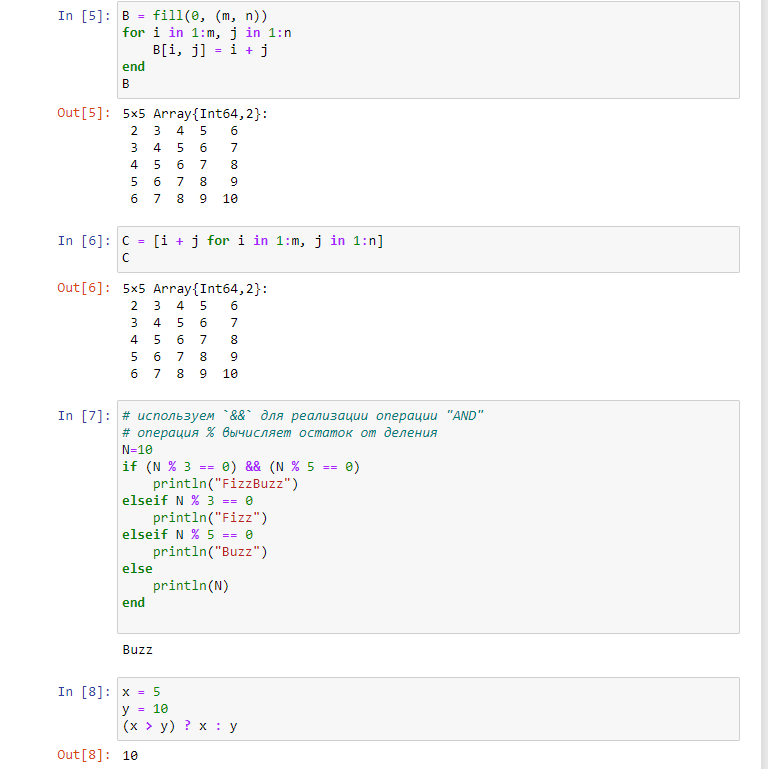 In [5]: B = fill(0, (m, n))
for i in 1:m, j in 1:n
    B[i, j] = i + j
end
B
Out[5]: 5×5 Array{Int64,2}:
 2  3  4  5   6
 3  4  5  6   7
 4  5  6  7   8
 5  6  7  8   9
 6  7  8  9  10
In [6]: C = [i + j for i in 1:m, j in 1:n]
C
Out[6]: 5×5 Array{Int64,2}:
 2  3  4  5   6
 3  4  5  6   7
 4  5  6  7   8
 5  6  7  8   9
 6  7  8  9  10
In [7]: # используем `&&` для реализации операции "AND"
# операция % вычисляет остаток от деления
N=10
if (N % 3 == 0) && (N % 5 == 0)
    println("FizzBuzz")
elseif N % 3 == 0
    println("Fizz")
elseif N % 5 == 0
    println("Buzz")
else
    println(N)
end
Buzz
In [8]: x = 5
y = 10
(x > y) ? x : y
Out[8]: 10